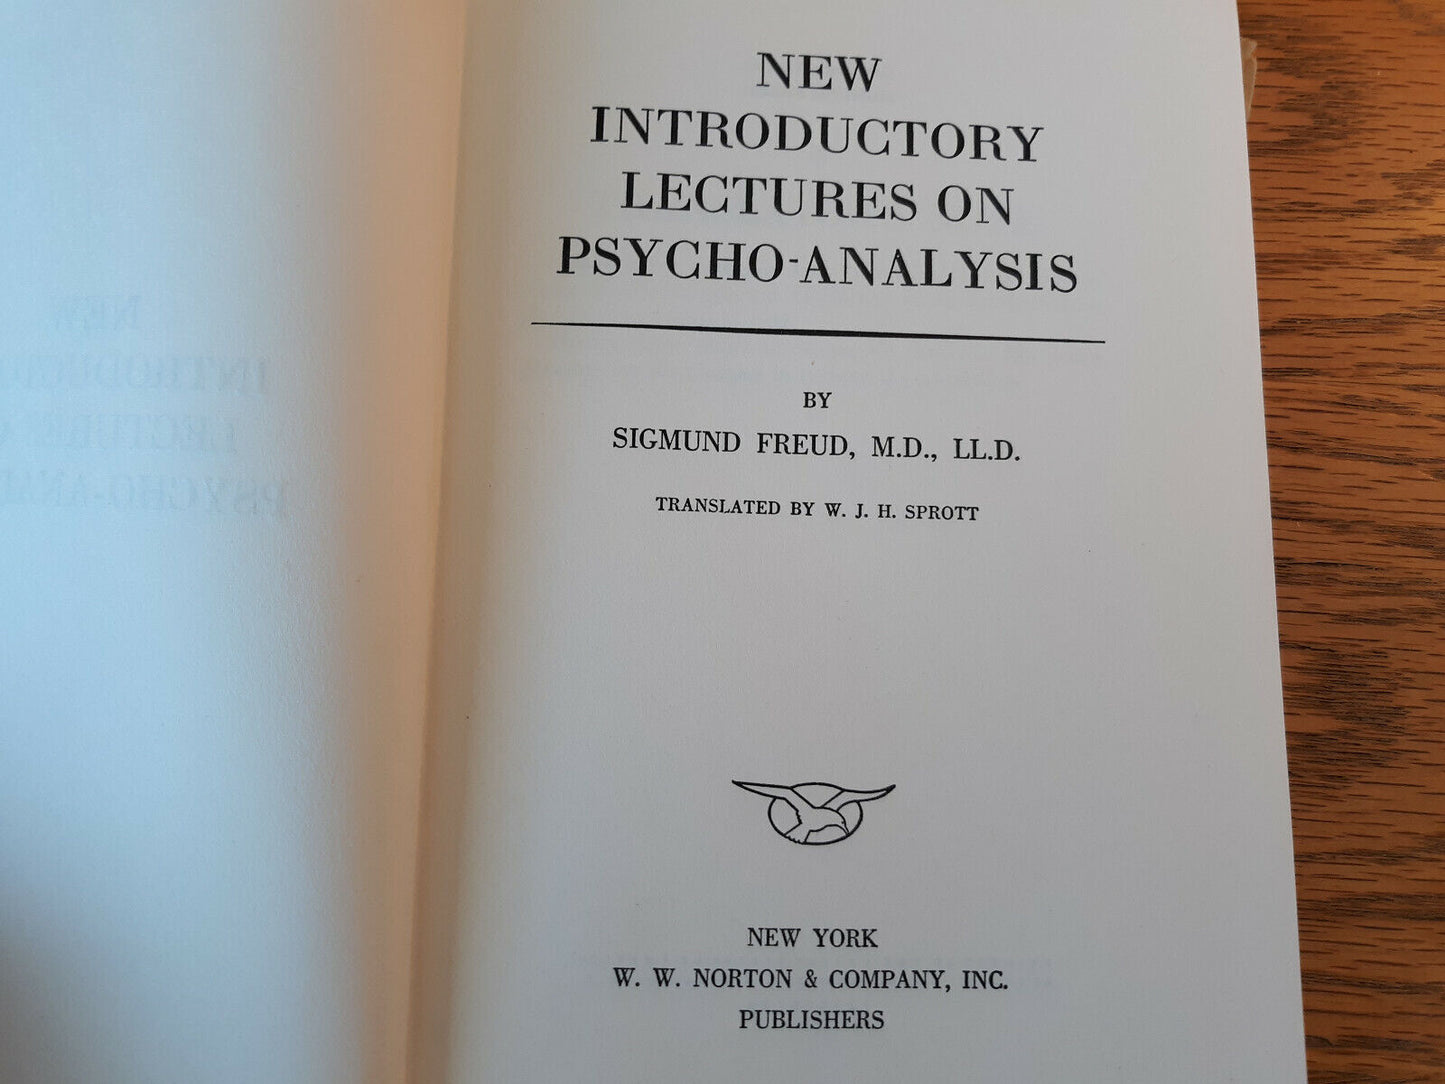 NEW
INTRODUCTORY
LECTURES ON
PSYCHO-ANALYSIS
BY
SIGMUND FREUD, M.D., LL.D.
TRANSLATED BY W. J. H. SPROTT
NEW YORK
W. W. NORTON & COMPANY, INC.
PUBLISHERS